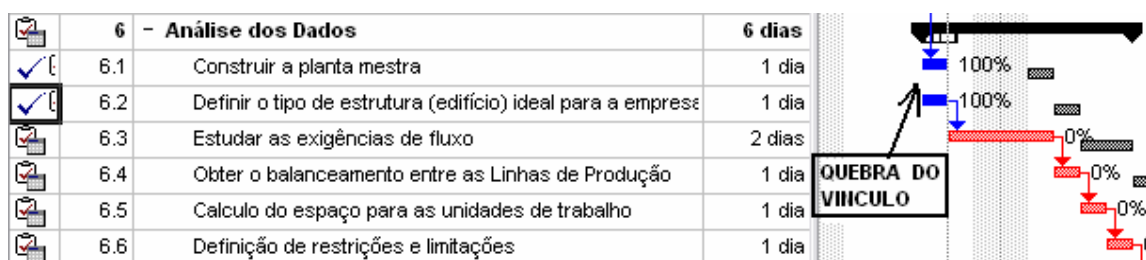 6 − Análise dos Dados 6 dias
6.1 Construir a planta mestra 1 dia 100%
6.2 Definir o tipo de estrutura (edifício) ideal para a empresa 1 dia 100%
6.3 Estudar as exigências de fluxo 2 dias 0%
6.4 Obter o balanceamento entre as Linhas de Produção 1 dia 0%
6.5 Calculo do espaço para as unidades de trabalho 1 dia 0%
6.6 Definição de restrições e limitações 1 dia
QUEBRA DO
VINCULO